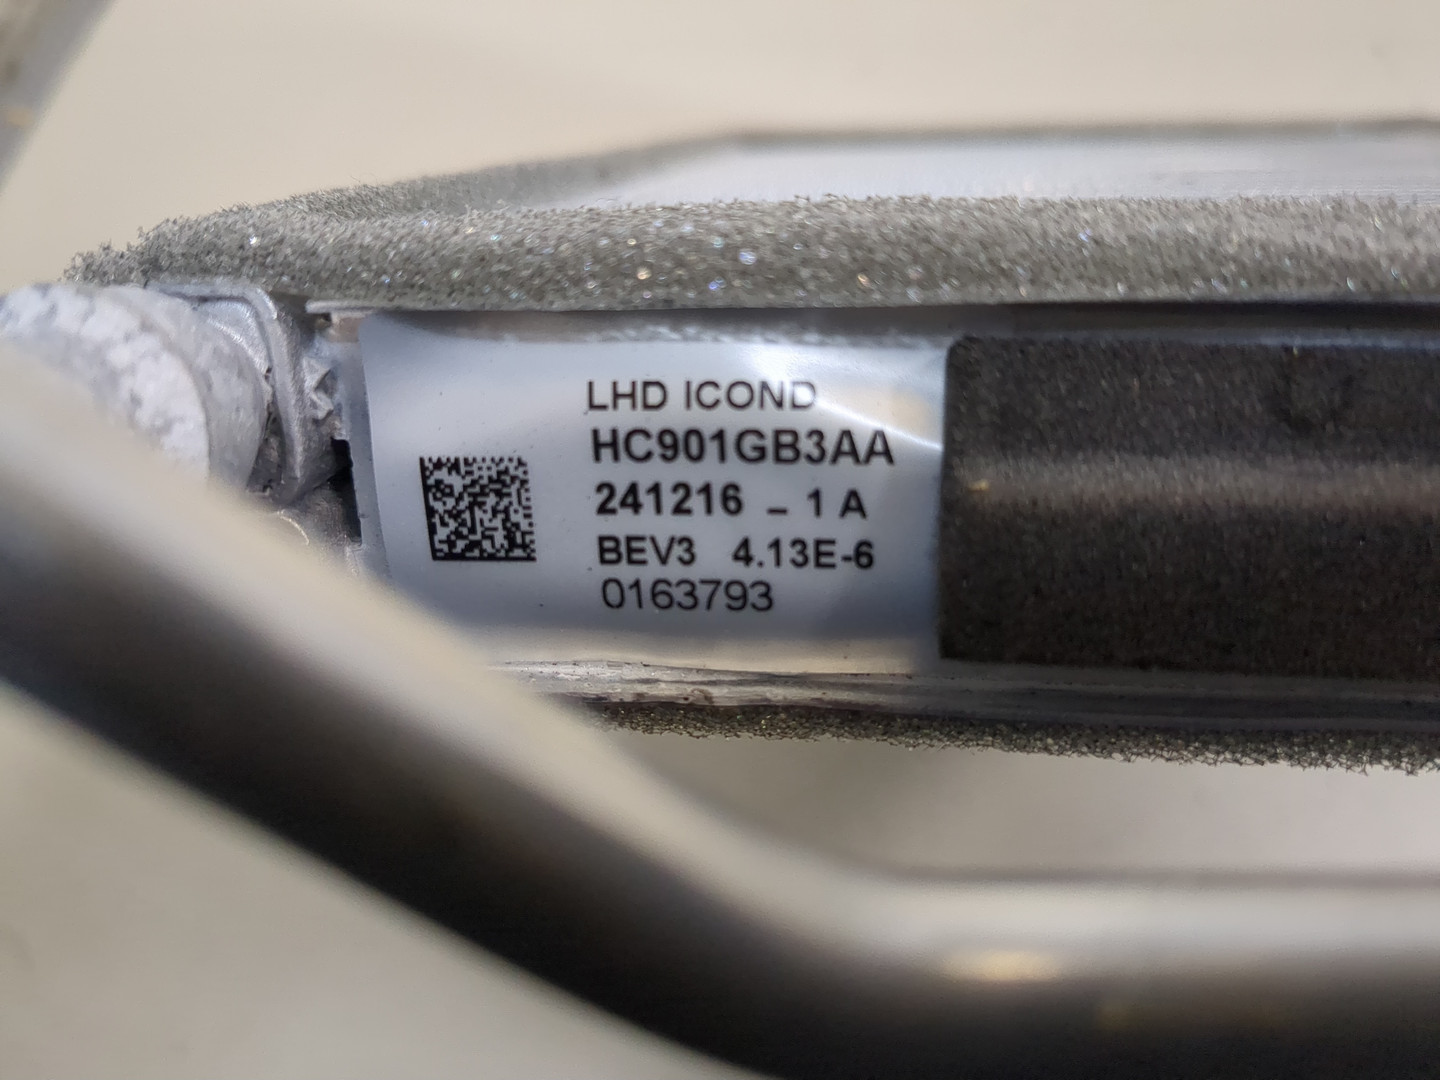 LHD ICOND
HC901GB3AA
241216 - 1 A
BEV3 4.13E-6
0163793